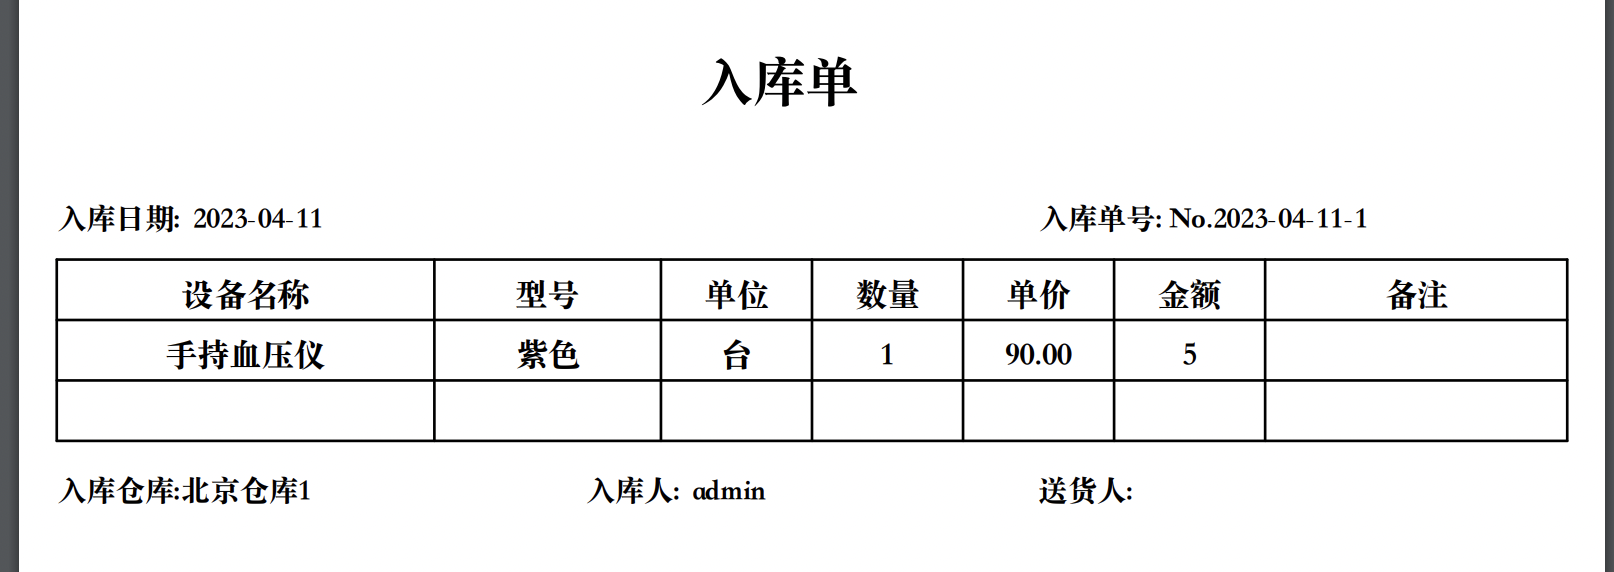 入库单
入库日期: 2023-04-11 入库单号: No.2023-04-11-1
设备名称 型号 单位 数量 单价 金额 备注
手持血压仪 紫色 台 1 90.00 5
入库仓库:北京仓库1 入库人: admin 送货人: